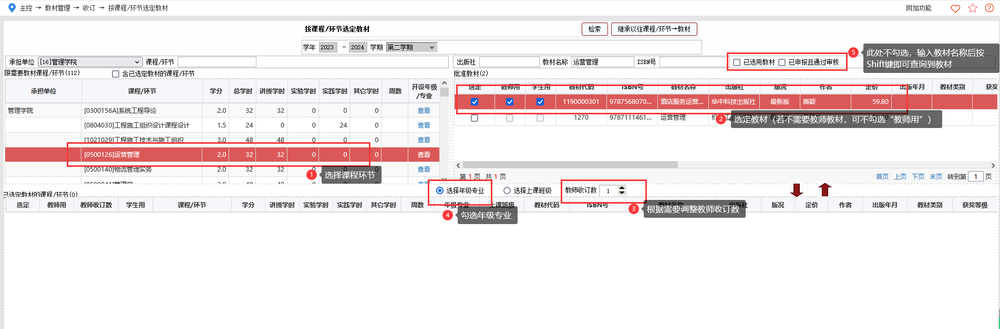 主控 → 教材管理 → 收订 → 按课程/环节选定教材
附加功能
按课程/环节选定教材
检索
继承以往课程/环节→教材
学年 2023 - 2024 学期 第二学期
承担单位 [16]管理学院 课程/环节
限需要教材课程/环节(112) 含已选定教材的课程/环节
承担单位 课程/环节 学分 总学时 讲授学时 实验学时 实践学时 其它学时 周数 开设年级/专业
管理学院 [0300156A]系统工程导论 2.0 32 32 0 0 0 查看
[0804030]工程施工组织设计课程设计 1.5 24 0 0 24 0 查看
[1021029]工程施工技术与施工组织 3.0 48 48 0 0 0 查看
[0500126]运营管理 2.0 32 32 0 0 0 查看
[0500140]物流管理实务 2.0 32 32 0 0 0 查看
1 选择课程环节
出版社 教材名称 运营管理 ISBN号 已选用教材 已申报且通过审核
5 此处不勾选，输入教材名称后按
Shift键即可查询到教材
批准教材(2)
选定 教师用 学生用 教材代码 ISBN号 教材名称 出版社 版况 作者 定价 出版年月 教材类别 获奖
1190000301 9787568070... 酒店服务运营... 华中科技出版社 最新版 唐颖 59.80
1270 9787111461... 运营管理
2 选定教材（若不需要教师教材，可不勾选“教师用”）
第 1 页 共 1 页
首页 上页 下页 末页 转到第 1 页
选择年级专业 选择上课班级 教师收订数 1
已选定教材的课程/环节(0)
选定 教师用 教师收订数 学生用 课程/环节 学分 讲授学时 实验学时 实践学时 其它学时 周数 年级专业 上课班级 教材代码 ISBN号 教材名称 出版社 版况 定价 作者 出版年月 教材类别 获奖等级
4 勾选年级专业
3 根据需要调整教师收订数